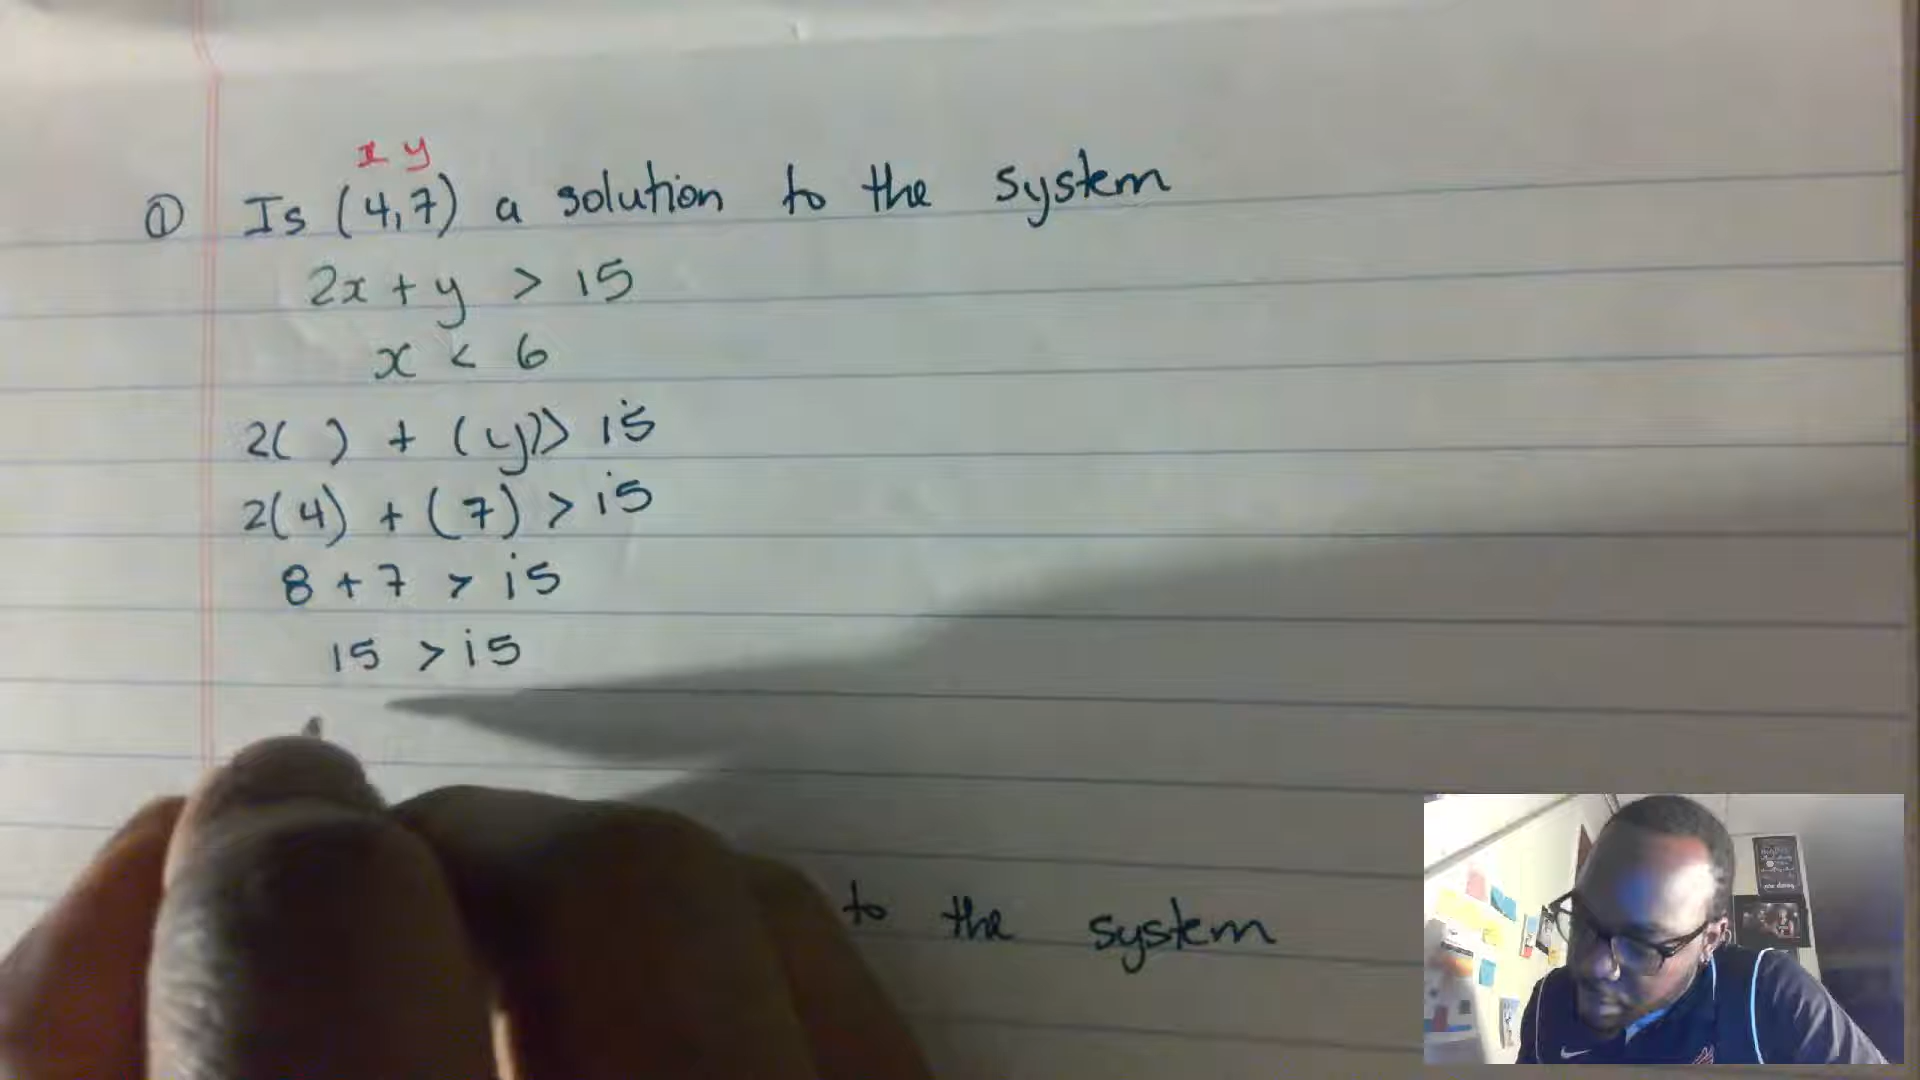 x y
① Is (4,7) a solution to the system
2x + y > 15
x < 6
2( ) + (y) > 15
2(4) + (7) > 15
8 + 7 > 15
15 > 15
to the system